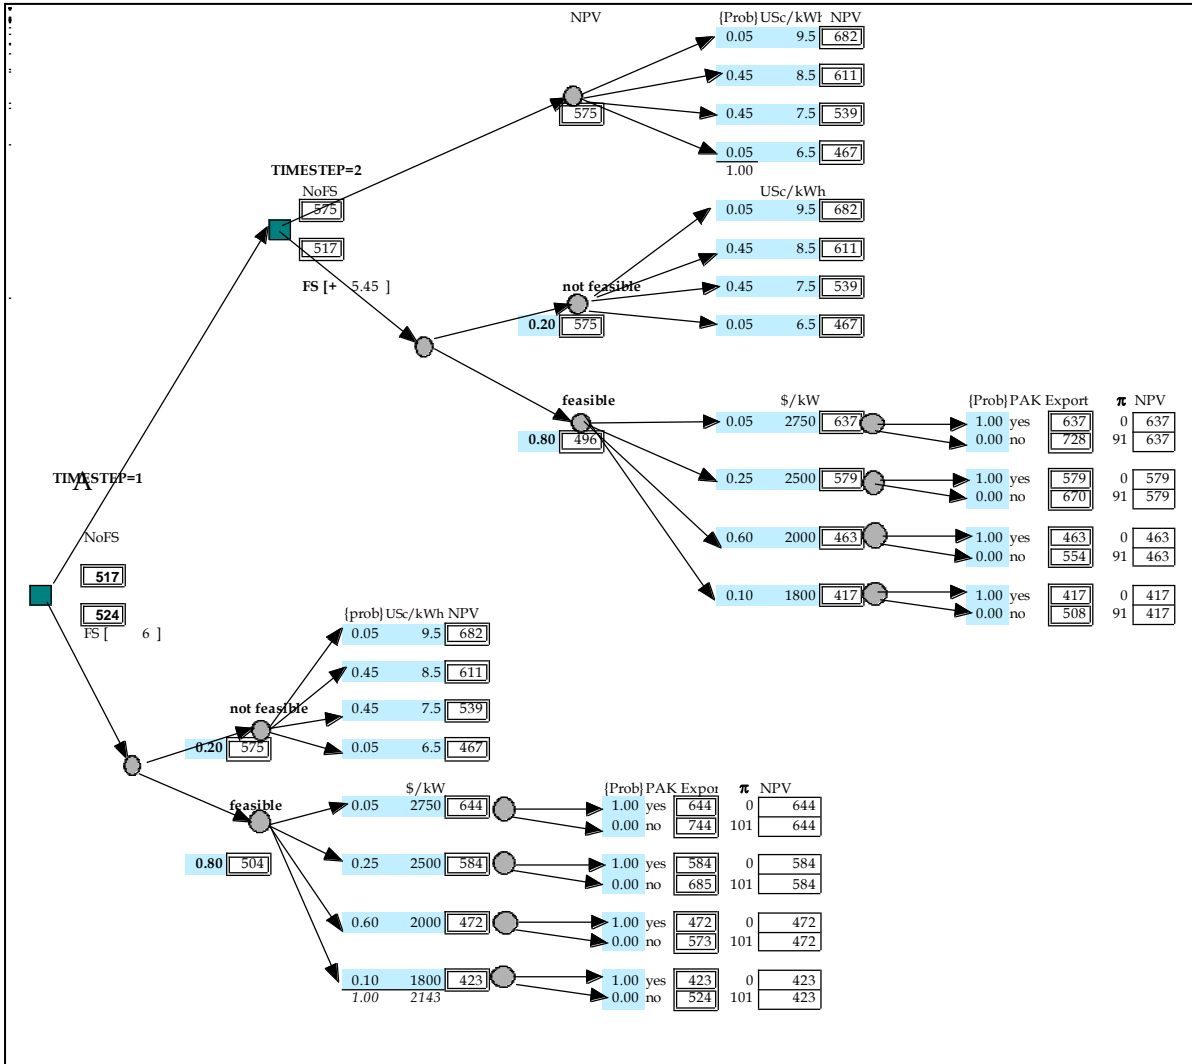 NPV {Prob} USc/kWh NPV
0.05 9.5 682
0.45 8.5 611
575
0.45 7.5 539
0.05 6.5 467
1.00
TIMESTEP=2
NoFS USc/kWh
575
0.05 9.5 682
517
0.45 8.5 611
FS [+ 5.45 ]
not feasible
0.45 7.5 539
0.20 575
0.05 6.5 467
feasible $/kW {Prob} PAK Export π NPV
0.80 496
0.05 2750 637
1.00 yes 637 0 637
0.00 no 728 91 637
0.25 2500 579
1.00 yes 579 0 579
0.00 no 670 91 579
0.60 2000 463
1.00 yes 463 0 463
0.00 no 554 91 463
0.10 1800 417
1.00 yes 417 0 417
0.00 no 508 91 417
A
TIMESTEP=1
NoFS
517
524
FS [ 6 ]
{prob} USc/kWh NPV
0.05 9.5 682
0.45 8.5 611
not feasible
0.45 7.5 539
0.20 575
0.05 6.5 467
feasible $/kW {Prob} PAK Expor π NPV
0.80 504
0.05 2750 644
1.00 yes 644 0 644
0.00 no 744 101 644
0.25 2500 584
1.00 yes 584 0 584
0.00 no 685 101 584
0.60 2000 472
1.00 yes 472 0 472
0.00 no 573 101 472
0.10 1800 423
1.00 2143
1.00 yes 423 0 423
0.00 no 524 101 423